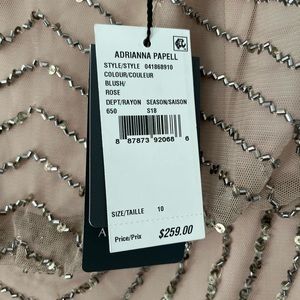 ADRIANNA PAPELL
STYLE/STYLE 041868910
COLOUR/COULEUR
BLUSH/
ROSE
DEPT/RAYON SEASON/SAISON
650 S18
8 87873 92068 6
SIZE/TAILLE 10
Price/Prix $259.00
A